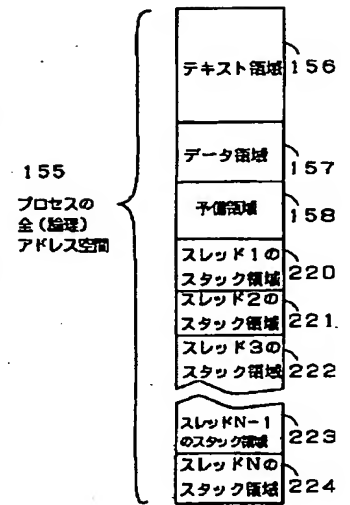 テキスト領域 156
データ領域 157
155
プロセスの
全(論理)
アドレス空間
予備領域 158
スレッド1の
スタック領域 220
スレッド2の
スタック領域 221
スレッド3の
スタック領域 222
スレッドN-1
のスタック領域 223
スレッドNの
スタック領域 224